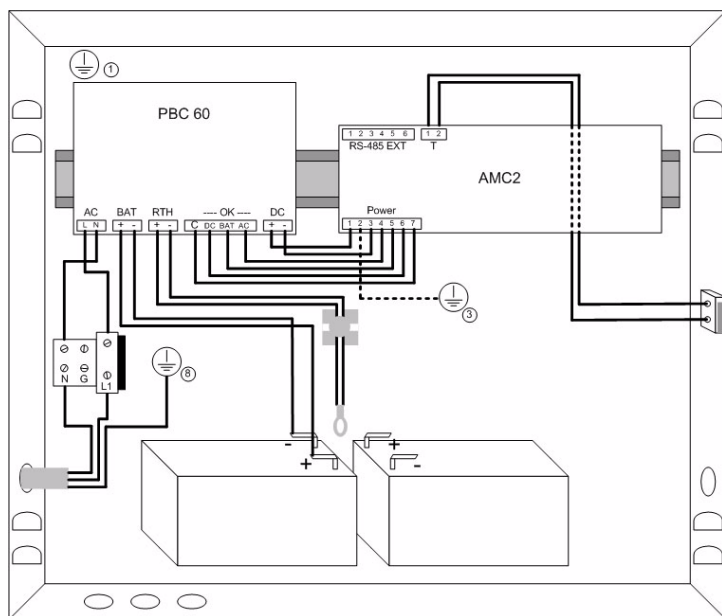 1
PBC 60
1 2 3 4 5 6
1 2
RS-485 EXT
T
AMC2
AC
BAT
RTH
---- OK ----
DC
Power
L N
+ -
+ -
C DC BAT AC
+ -
1 2 3 4 5 6 7
3
8
N G
L1
- +
+ -